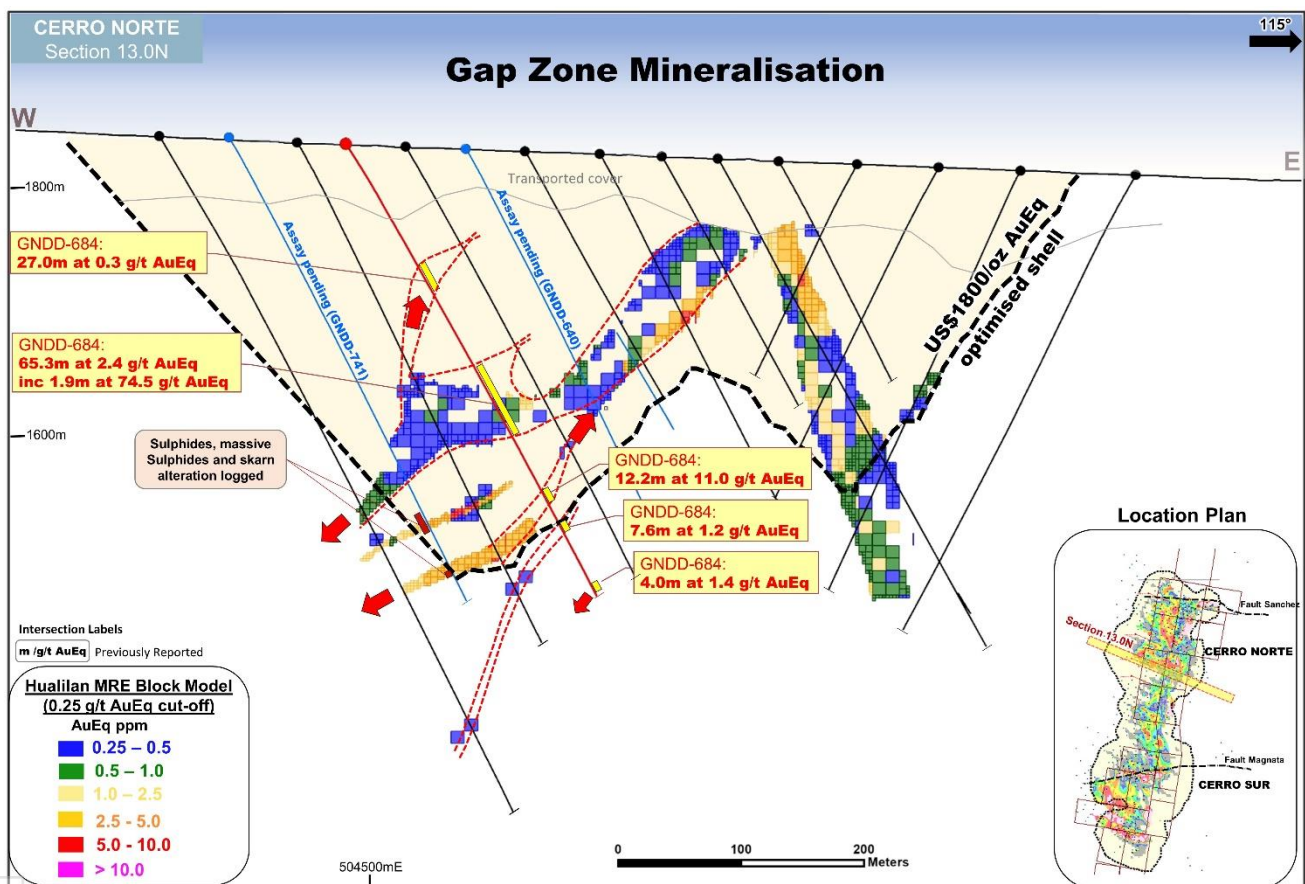 CERRO NORTE
Section 13.0N
115°
Gap Zone Mineralisation
W
E
Transported cover
1800m
GNDD-684:
27.0m at 0.3 g/t AuEq
Assay pending (GNDD-741)
Assay pending (GNDD-640)
US$1800/oz AuEq
optimised shell
GNDD-684:
65.3m at 2.4 g/t AuEq
inc 1.9m at 74.5 g/t AuEq
1600m
Sulphides, massive
Sulphides and skarn
alteration logged
GNDD-684:
12.2m at 11.0 g/t AuEq
GNDD-684:
7.6m at 1.2 g/t AuEq
GNDD-684:
4.0m at 1.4 g/t AuEq
Location Plan
Fault Sanchez
Section 13.0N
CERRO NORTE
Fault Magnata
CERRO SUR
Intersection Labels
m /g/t AuEq Previously Reported
Hualilan MRE Block Model
(0.25 g/t AuEq cut-off)
AuEq ppm
0.25 – 0.5
0.5 – 1.0
1.0 – 2.5
2.5 - 5.0
5.0 - 10.0
> 10.0
504500mE
0 100 200
Meters